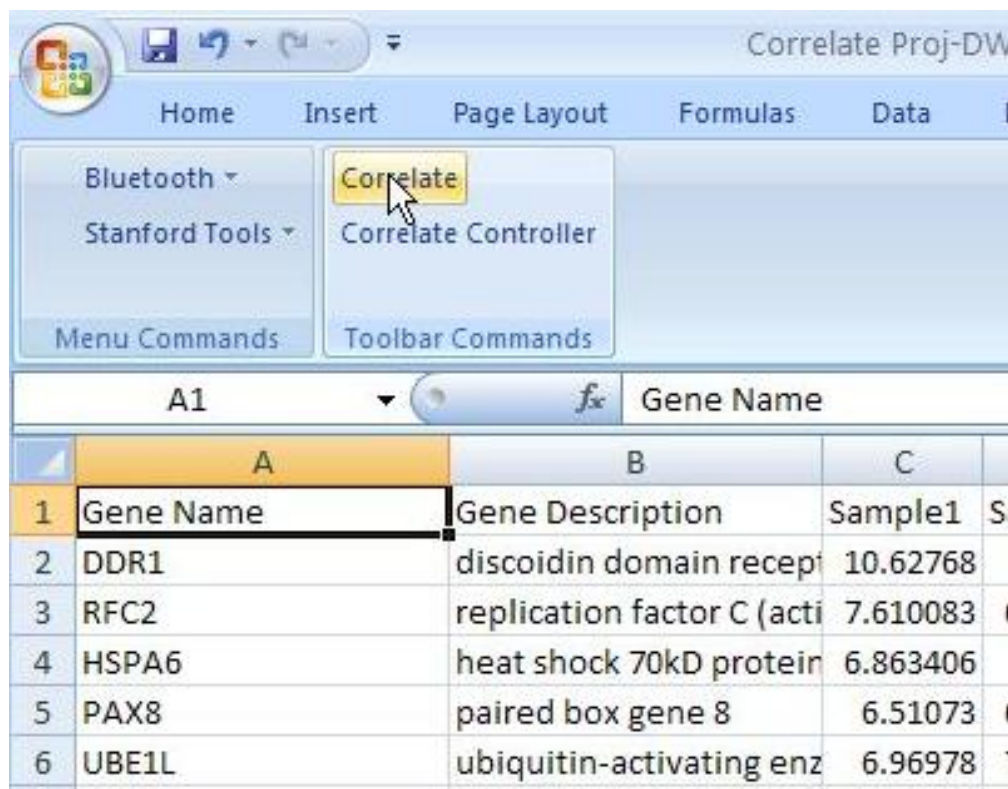 Correlate Proj-DW
Home Insert Page Layout Formulas Data
Bluetooth Correlate
Stanford Tools Correlate Controller
Menu Commands Toolbar Commands
A1 fx Gene Name
A B C
1 Gene Name Gene Description Sample1 S
2 DDR1 discoidin domain recept 10.62768
3 RFC2 replication factor C (acti 7.610083
4 HSPA6 heat shock 70kD protein 6.863406
5 PAX8 paired box gene 8 6.51073
6 UBE1L ubiquitin-activating enz 6.96978